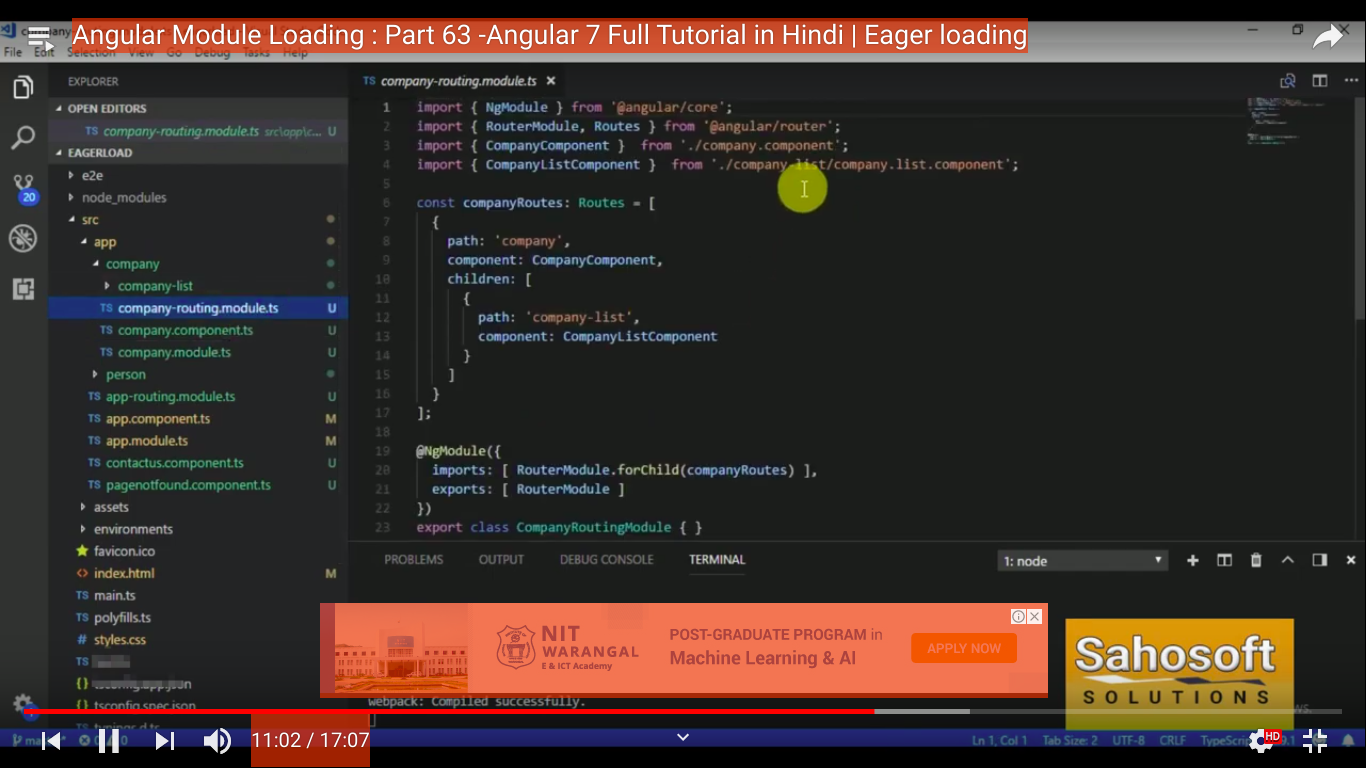 Angular Module Loading : Part 63 -Angular 7 Full Tutorial in Hindi | Eager loading
File Edit Selection View Go Debug Tasks Help
EXPLORER
OPEN EDITORS
TS company-routing.module.ts src\app\c... U
EAGERLOAD
e2e
node_modules
src
app
company
company-list
TS company-routing.module.ts U
TS company.component.ts U
TS company.module.ts U
person
TS app-routing.module.ts U
TS app.component.ts M
TS app.module.ts M
TS contactus.component.ts U
TS pagenotfound.component.ts U
assets
environments
favicon.ico
<> index.html M
TS main.ts
TS polyfills.ts
# styles.css
TS
{} tsconfig.app.json
{} tsconfig.spec.json
TS typings.d.ts
20
TS company-routing.module.ts ×
1 import { NgModule } from '@angular/core';
2 import { RouterModule, Routes } from '@angular/router';
3 import { CompanyComponent } from './company.component';
4 import { CompanyListComponent } from './company-list/company.list.component';
5
6 const companyRoutes: Routes = [
7 {
8 path: 'company',
9 component: CompanyComponent,
10 children: [
11 {
12 path: 'company-list',
13 component: CompanyListComponent
14 }
15 ]
16 }
17 ];
18
19 @NgModule({
20 imports: [ RouterModule.forChild(companyRoutes) ],
21 exports: [ RouterModule ]
22 })
23 export class CompanyRoutingModule { }
PROBLEMS OUTPUT DEBUG CONSOLE TERMINAL
1: node
NIT
WARANGAL
E & ICT Academy
POST-GRADUATE PROGRAM in
Machine Learning & AI
APPLY NOW
Sahosoft
SOLUTIONS
webpack: Compiled successfully.
11:02 / 17:07
Ln 1, Col 1 Tab Size: 2 UTF-8 CRLF
HD